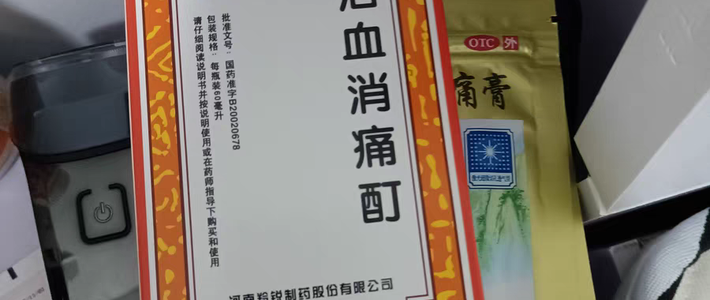 活血消痛酊
批准文号：国药准字B20020678
包装规格：每瓶装60毫升
请仔细阅读说明书并按说明使用或在药师指导下购买和使用
河南羚锐制药股份有限公司
OTC 外
痛膏